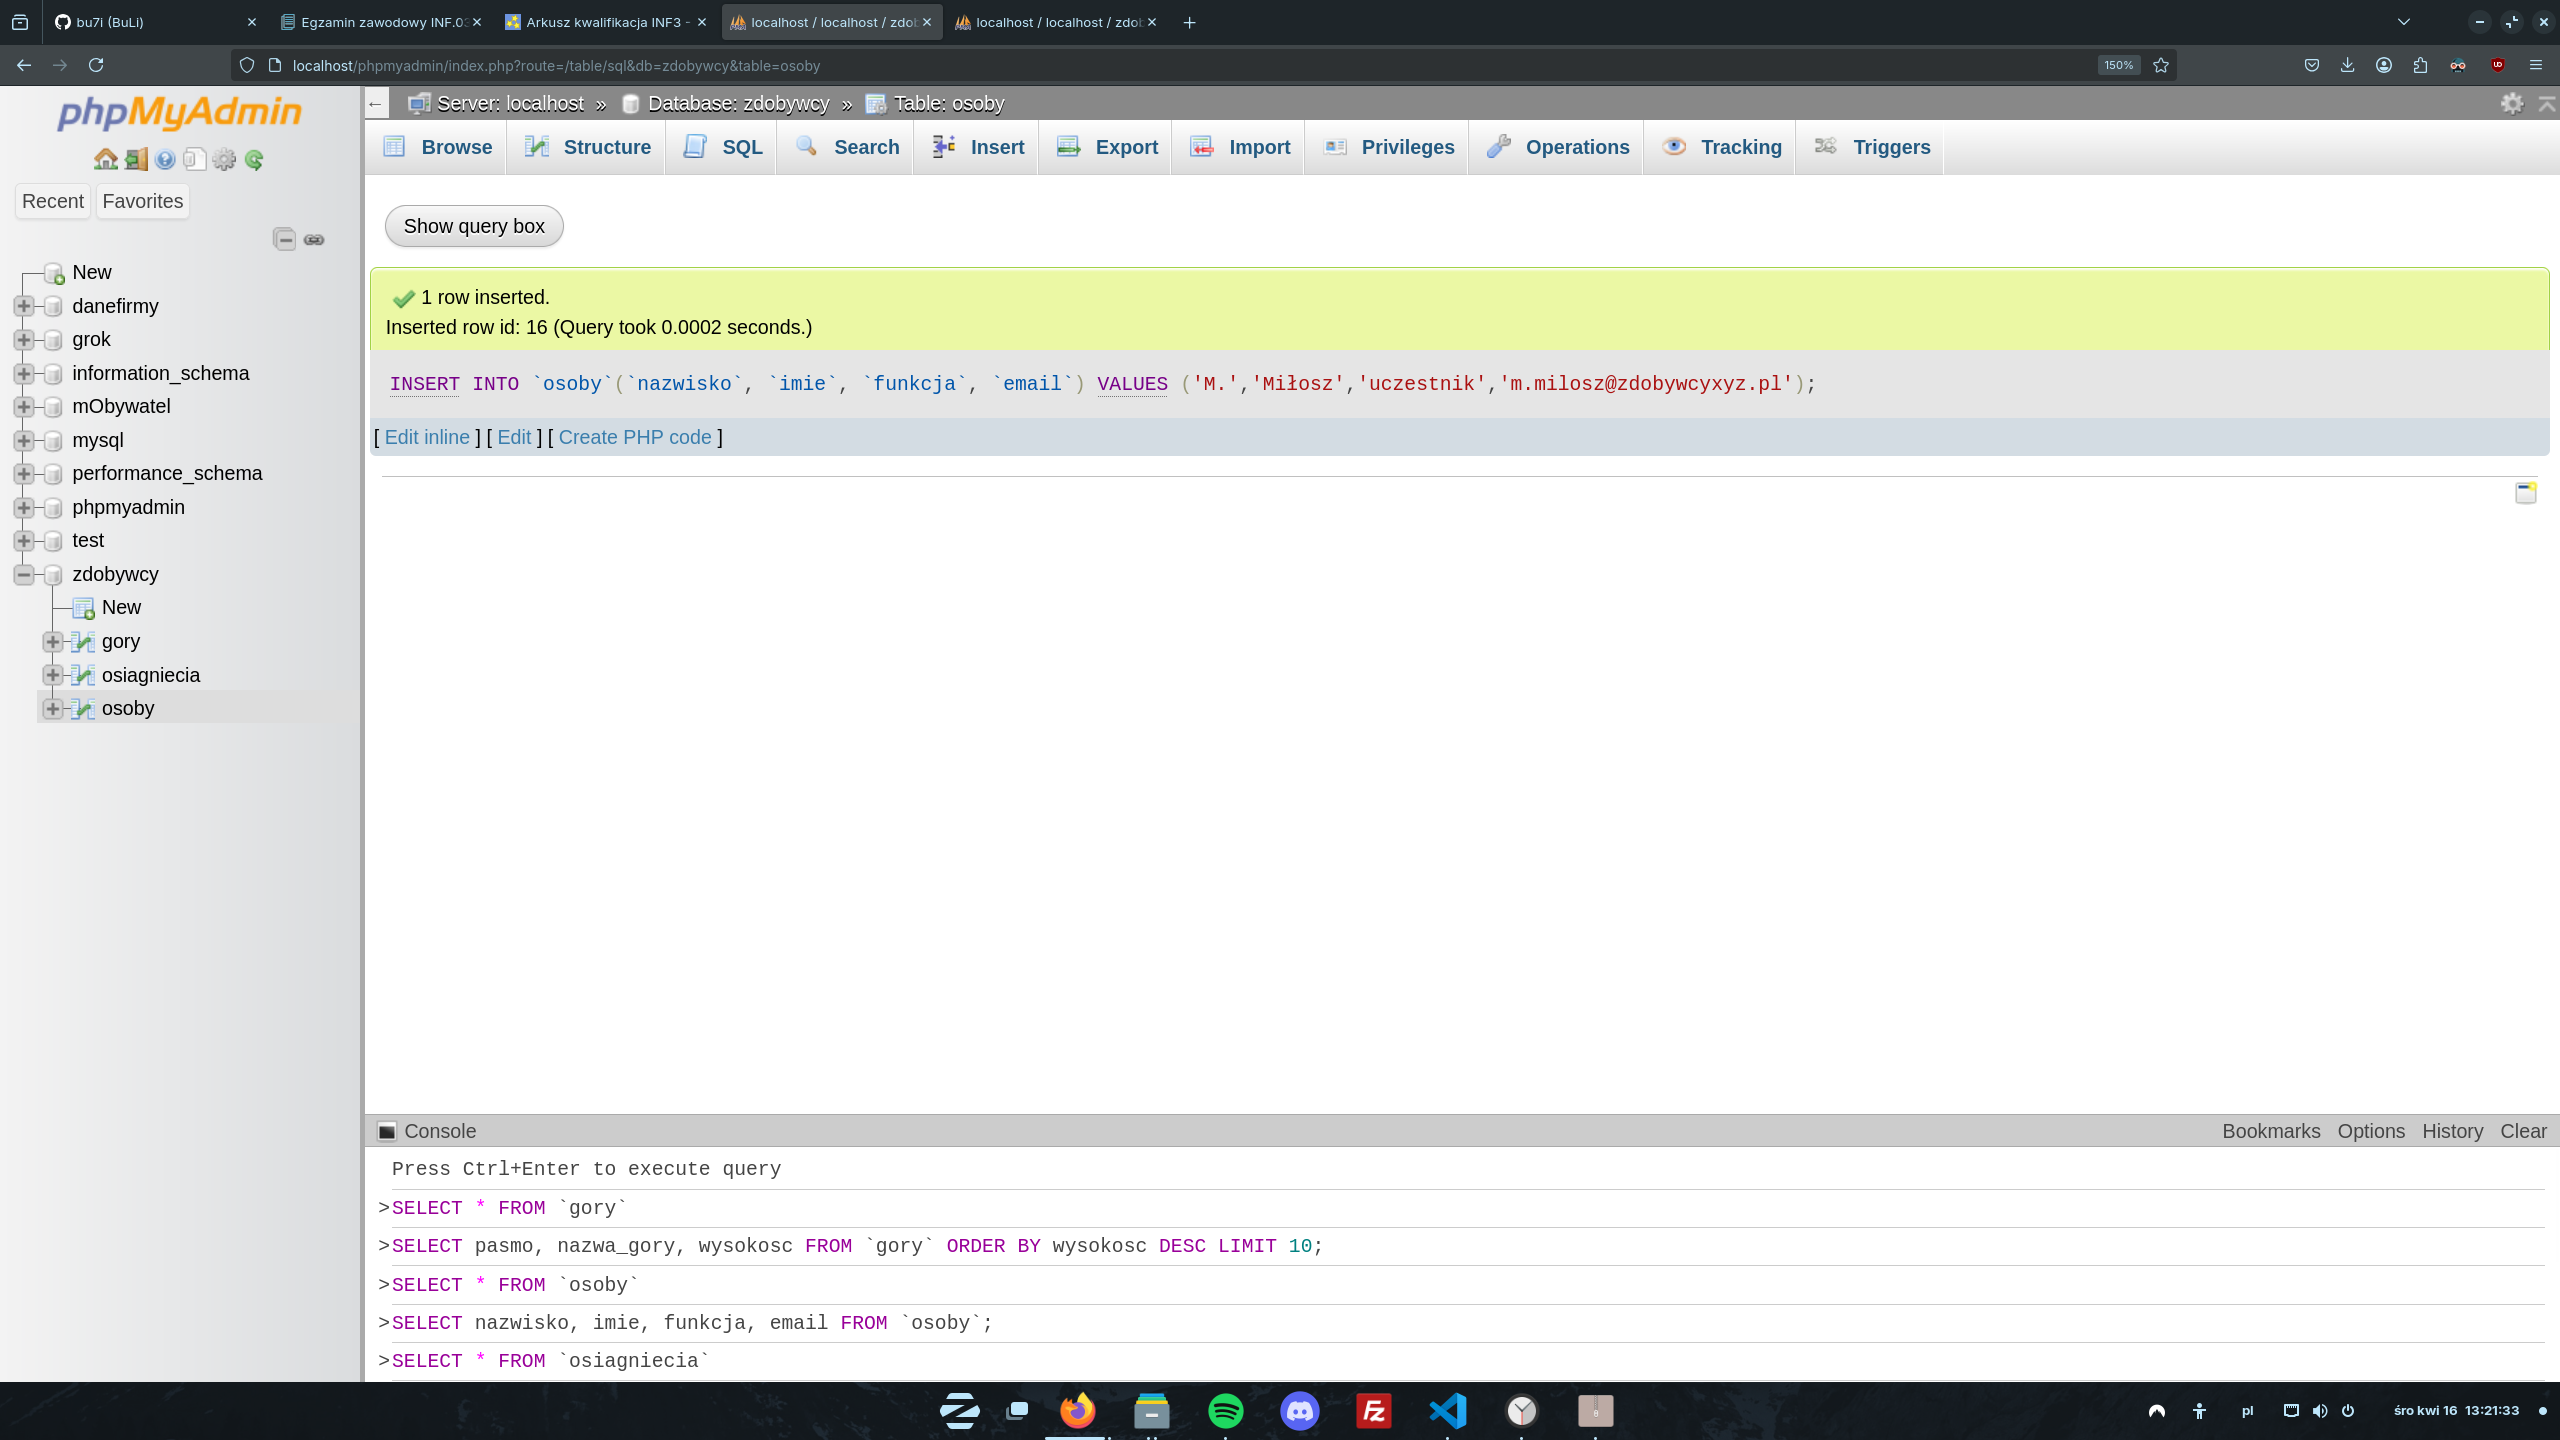 bu7i (BuLi)
Egzamin zawodowy INF.03
Arkusz kwalifikacja INF3 -
localhost / localhost / zdob
localhost / localhost / zdob
localhost/phpmyadmin/index.php?route=/table/sql&db=zdobywcy&table=osoby
150%
phpMyAdmin
Recent
Favorites
New
danefirmy
grok
information_schema
mObywatel
mysql
performance_schema
phpmyadmin
test
zdobywcy
New
gory
osiagniecia
osoby
← Server: localhost » Database: zdobywcy » Table: osoby
Browse Structure SQL Search Insert Export Import Privileges Operations Tracking Triggers
Show query box
1 row inserted.
Inserted row id: 16 (Query took 0.0002 seconds.)
INSERT INTO `osoby`(`nazwisko`, `imie`, `funkcja`, `email`) VALUES ('M.','Miłosz','uczestnik','m.milosz@zdobywcyxyz.pl');
[ Edit inline ] [ Edit ] [ Create PHP code ]
Console Bookmarks Options History Clear
Press Ctrl+Enter to execute query
>SELECT * FROM `gory`
>SELECT pasmo, nazwa_gory, wysokosc FROM `gory` ORDER BY wysokosc DESC LIMIT 10;
>SELECT * FROM `osoby`
>SELECT nazwisko, imie, funkcja, email FROM `osoby`;
>SELECT * FROM `osiagniecia`
pl
śro kwi 16 13:21:33